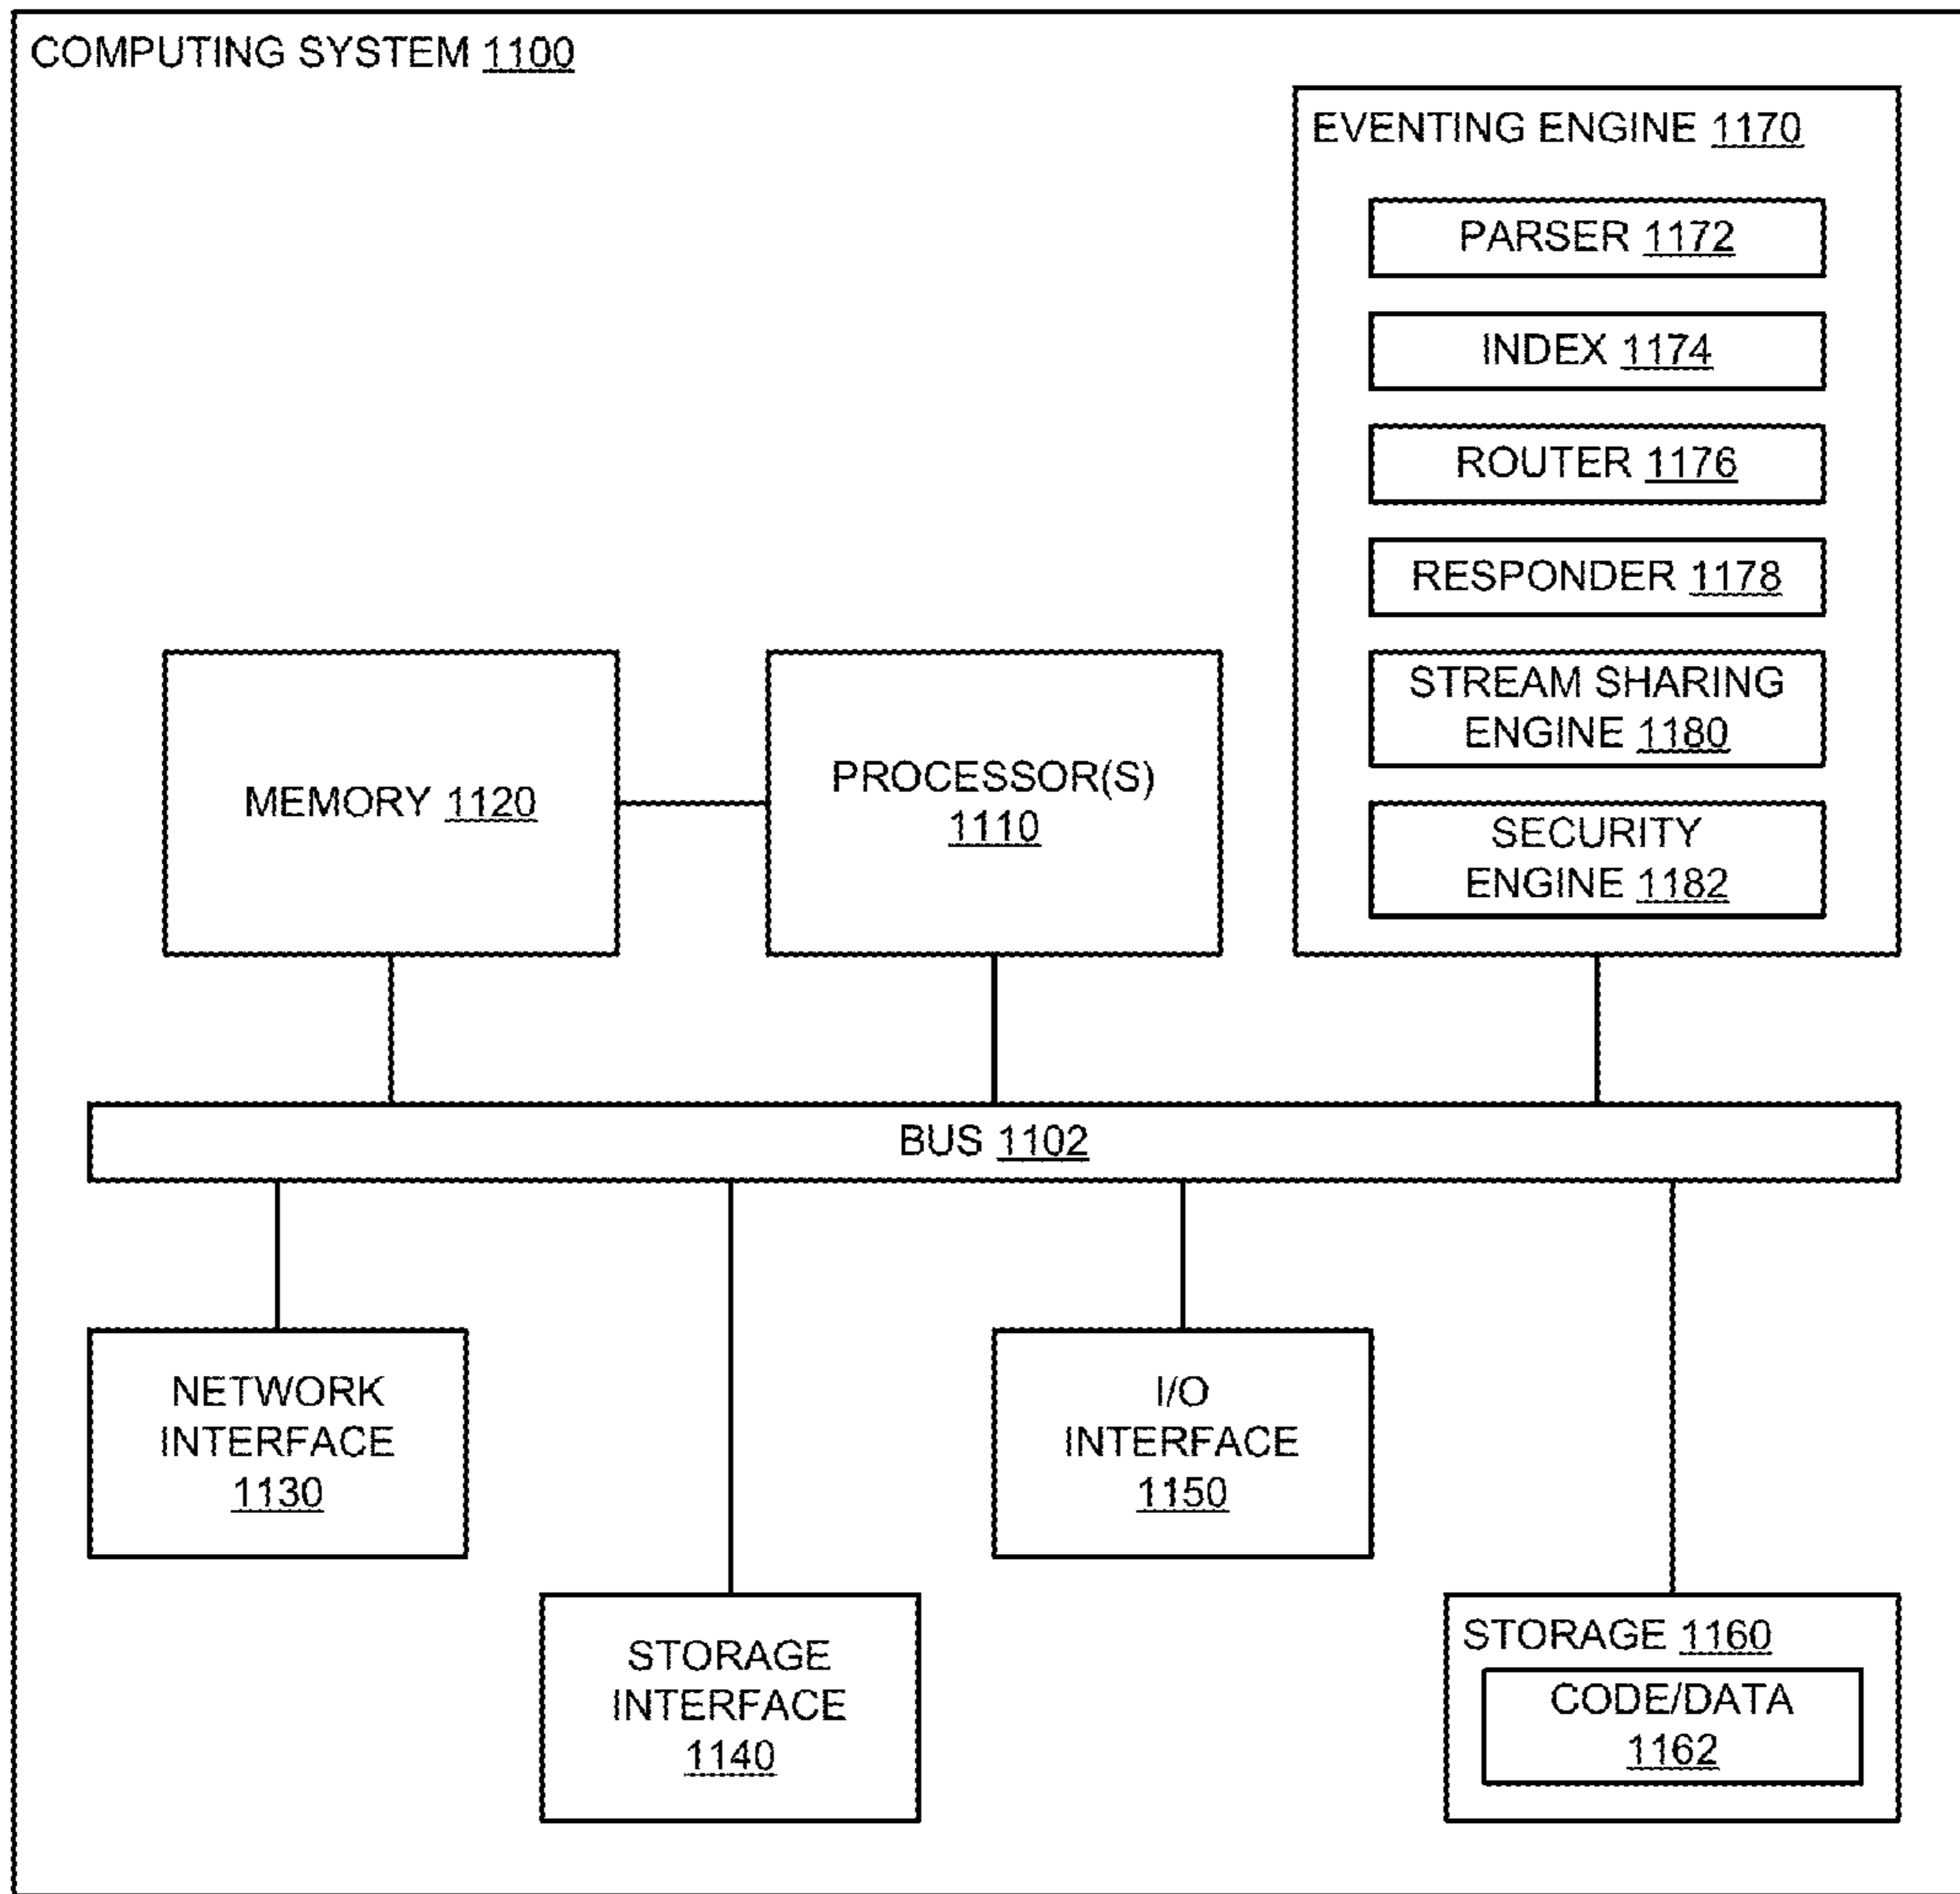 COMPUTING SYSTEM 1100
EVENTING ENGINE 1170
PARSER 1172
INDEX 1174
ROUTER 1176
RESPONDER 1178
STREAM SHARING
ENGINE 1180
SECURITY
ENGINE 1182
MEMORY 1120
PROCESSOR(S)
1110
BUS 1102
NETWORK
INTERFACE
1130
STORAGE
INTERFACE
1140
I/O
INTERFACE
1150
STORAGE 1160
CODE/DATA
1162